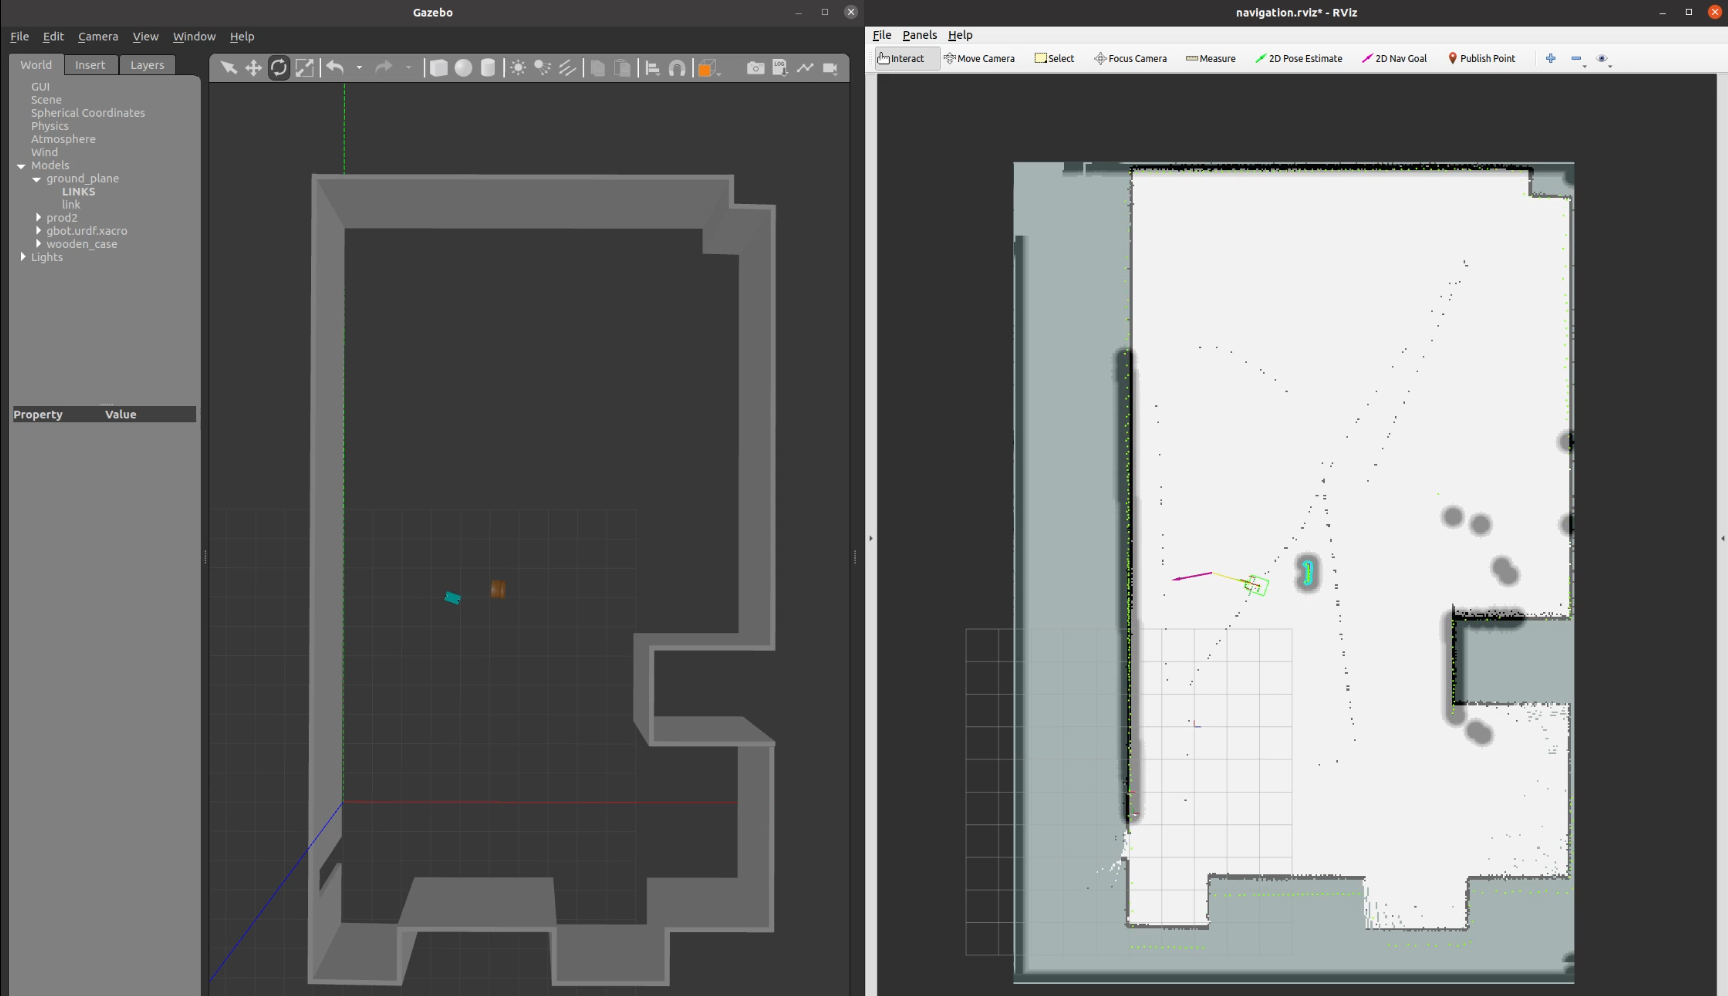 Gazebo
File Edit Camera View Window Help
World Insert Layers
GUI
Scene
Spherical Coordinates
Physics
Atmosphere
Wind
Models
ground_plane
LINKS
link
prod2
gbot.urdf.xacro
wooden_case
Lights
Property Value
LOG
navigation.rviz* - RViz
File Panels Help
Interact Move Camera Select Focus Camera Measure 2D Pose Estimate 2D Nav Goal Publish Point